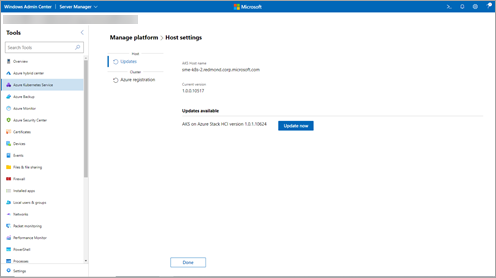 Windows Admin Center
Server Manager
Microsoft
Tools
Search Tools
Overview
Azure hybrid center
Azure Kubernetes Service
Azure Backup
Azure Monitor
Azure Security Center
Certificates
Devices
Events
Files & file sharing
Firewall
Installed apps
Local users & groups
Networks
Packet monitoring
Performance Monitor
PowerShell
Processes
Settings
Manage platform > Host settings
Host
Updates
Cluster
Azure registration
AKS Host name
sme-k8s-2.redmond.corp.microsoft.com
Current version
1.0.0.10517
Updates available
AKS on Azure Stack HCI version 1.0.1.10624
Update now
Done